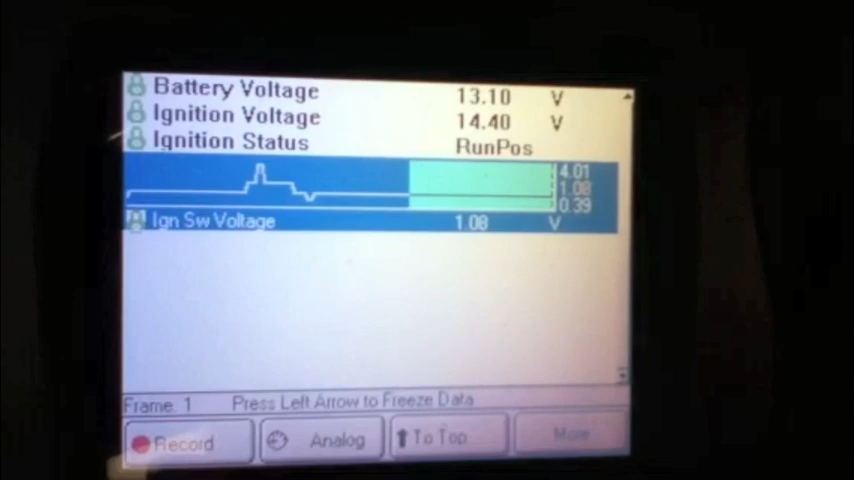 Battery Voltage 13.10 V
Ignition Voltage 14.40 V
Ignition Status RunPos
4.01
1.08
0.39
Ign Sw Voltage 1.08 V
Frame: 1 Press Left Arrow to Freeze Data
Record Analog To Top More